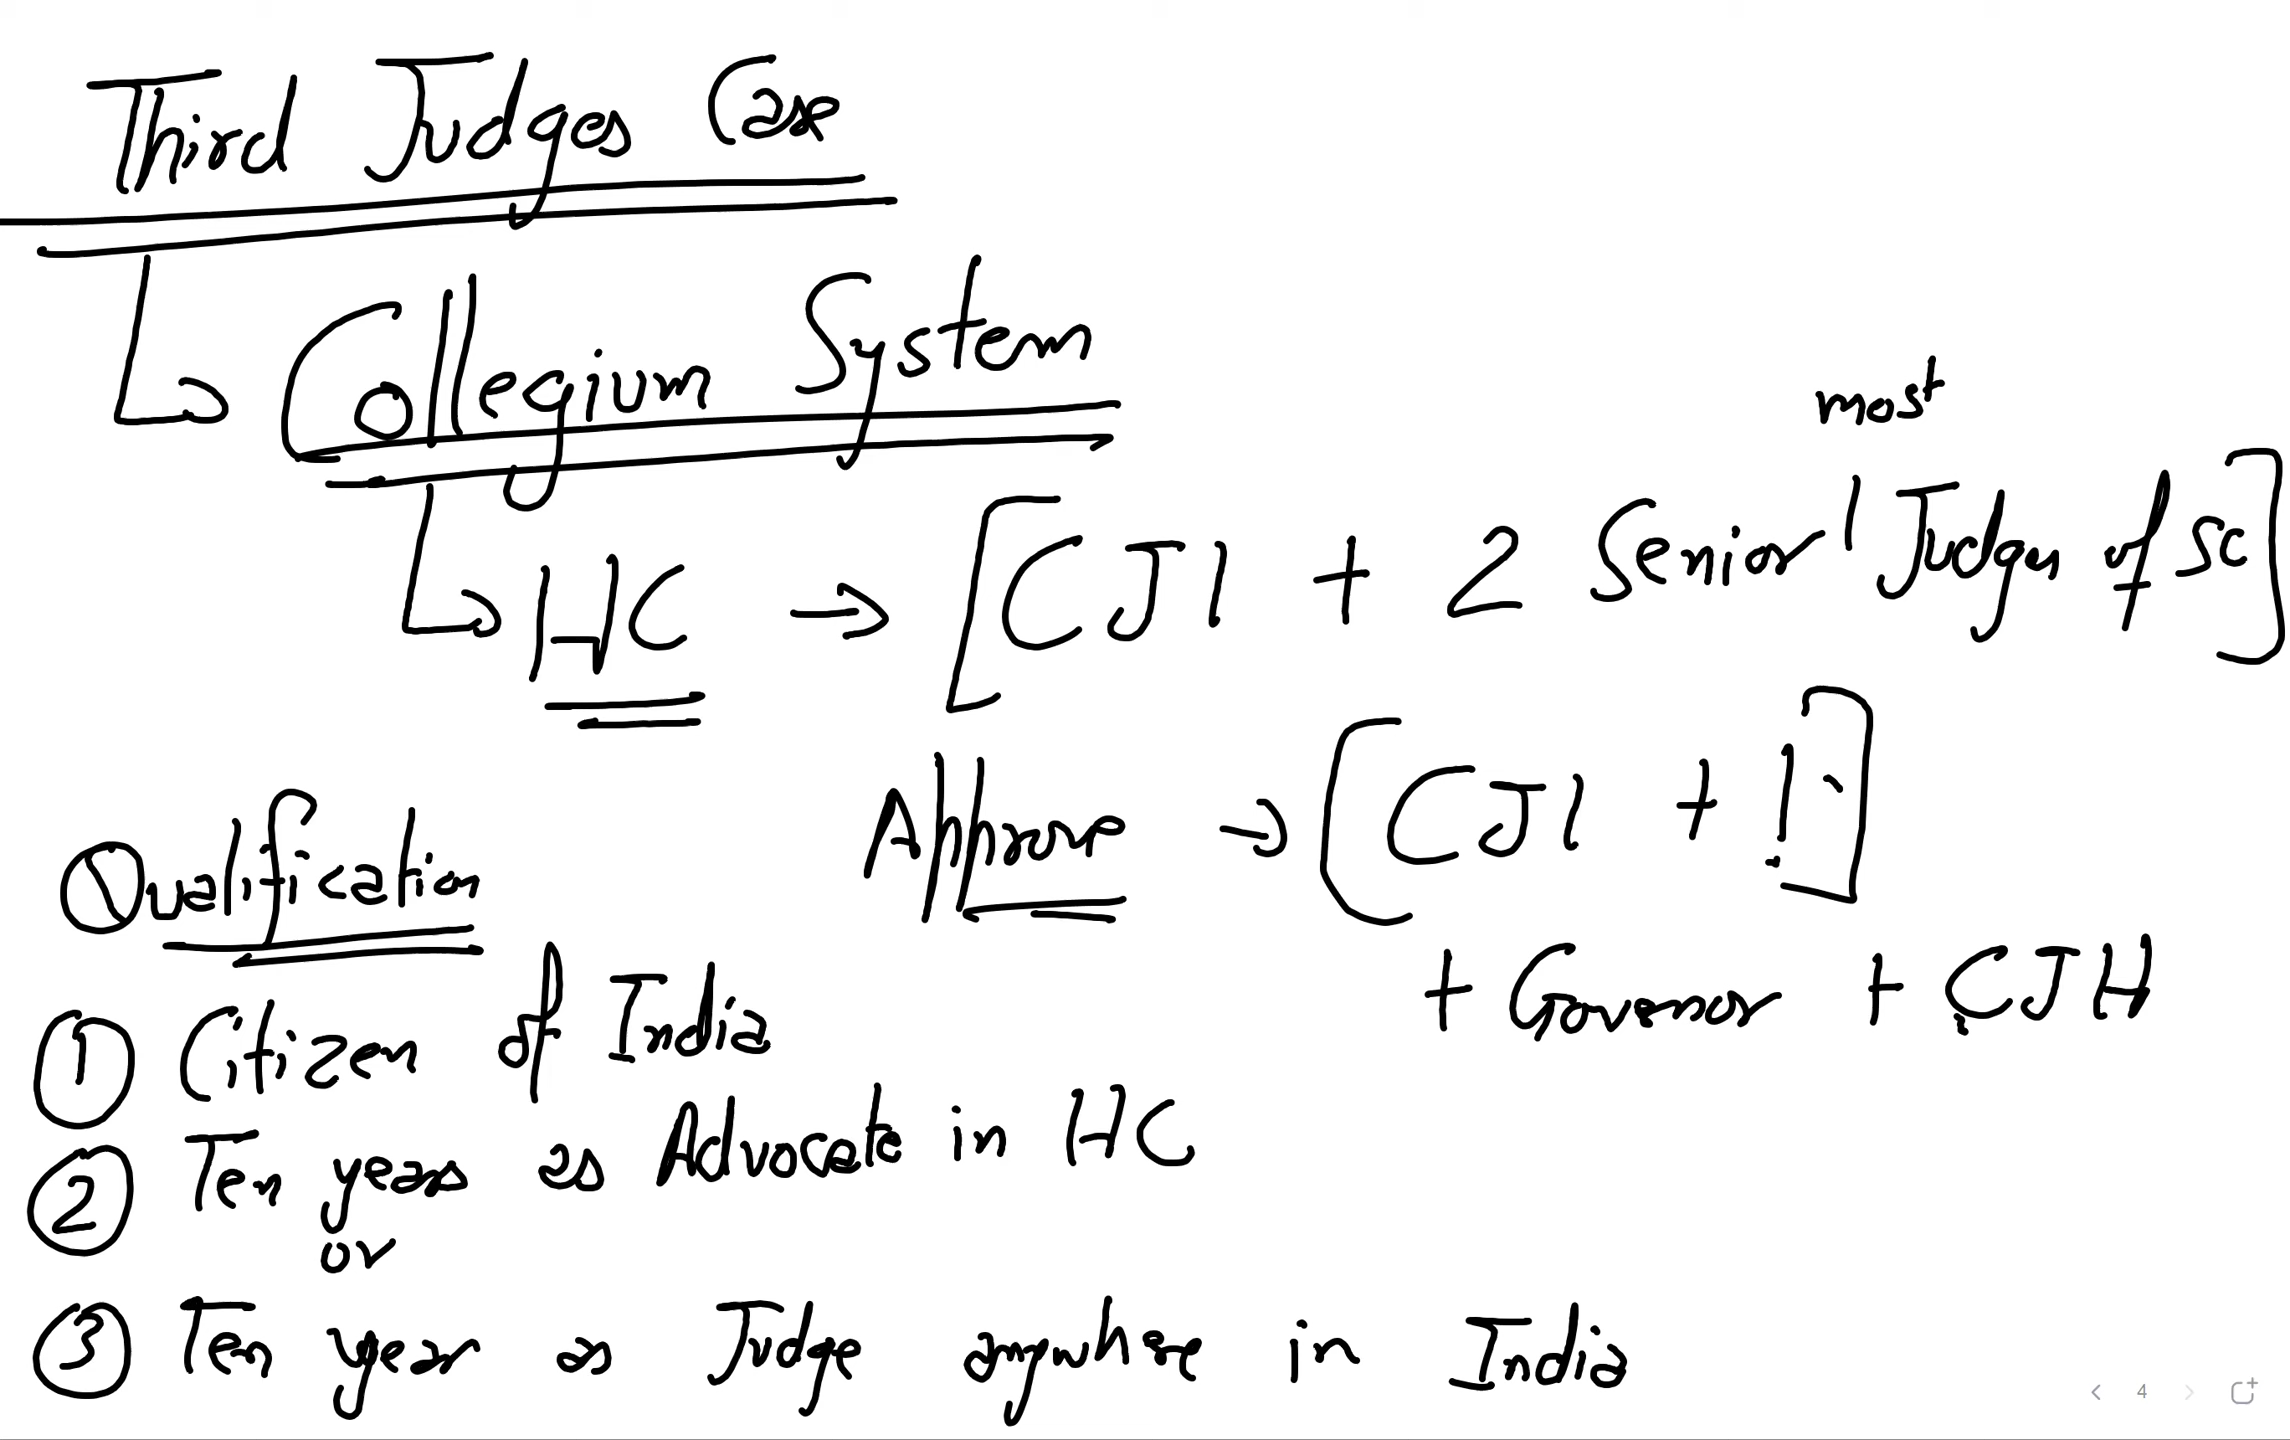 Third Judges Case
Collegium System
most
HC → [CJI + 2 Senior Judges of SC]
Approve → [CJI + ]
Qualification
+ Governor + CJH
① Citizen of India
② Ten years as Advocate in HC
or
③ Ten year as Judge anywhere in India
4